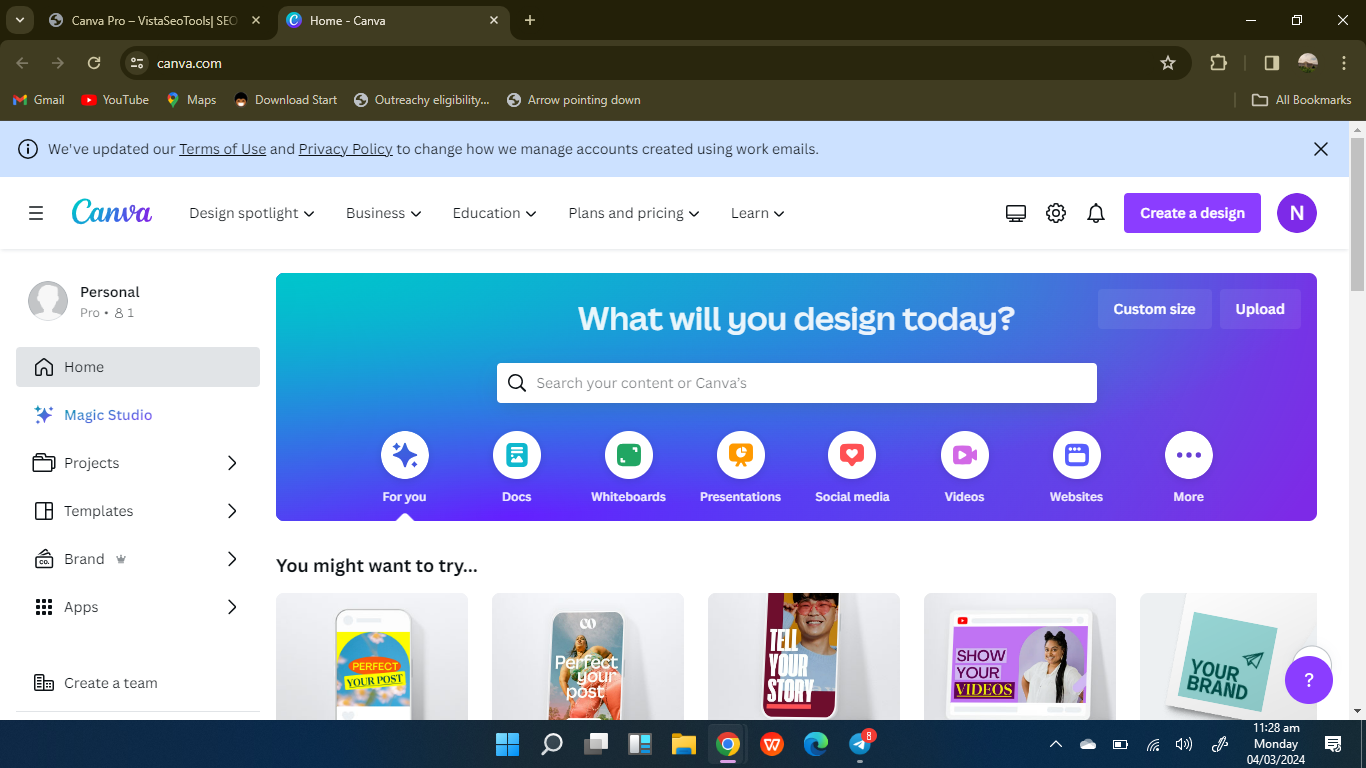 Canva Pro – VistaSeoTools| SEO
Home - Canva
canva.com
Gmail
YouTube
Maps
Download Start
Outreachy eligibility...
Arrow pointing down
All Bookmarks
We've updated our Terms of Use and Privacy Policy to change how we manage accounts created using work emails.
Canva
Design spotlight
Business
Education
Plans and pricing
Learn
Create a design
N
Personal
Pro • 1
Home
Magic Studio
Projects
Templates
Brand
Apps
Create a team
What will you design today?
Custom size
Upload
Search your content or Canva's
For you
Docs
Whiteboards
Presentations
Social media
Videos
Websites
More
You might want to try...
PERFECT
YOUR POST
Perfect
your
post
TELL
YOUR
STORY
SHOW
YOUR
VIDEOS
YOUR
BRAND
?
CO.
W
8
11:28 am
Monday
04/03/2024